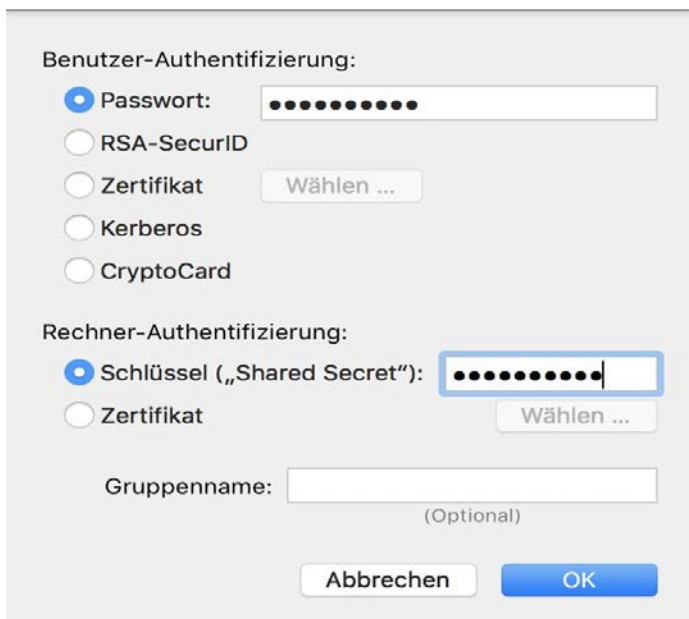 Benutzer-Authentifizierung:
Passwort: ••••••••••
RSA-SecurID
Zertifikat Wählen ...
Kerberos
CryptoCard
Rechner-Authentifizierung:
Schlüssel („Shared Secret“): ••••••••••
Zertifikat Wählen ...
Gruppenname:
(Optional)
Abbrechen OK